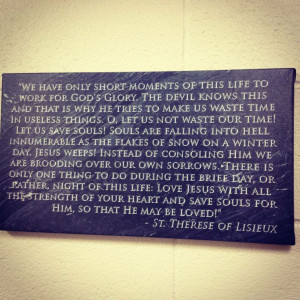 "We have only short moments of this life to
work for God's glory. The devil knows this
and that is why he tries to make us waste time
in useless things. O, let us not waste our time!
Let us save souls! Souls are falling into hell
innumerable as the flakes of snow on a winter
day. Jesus weeps! Instead of consoling Him we
are brooding over our own sorrows. There is
only one thing to do during the brief day, or
rather, night of this life: Love Jesus with all
the strength of your heart and save souls for
Him, so that He may be loved!"
- St. Therese of Lisieux